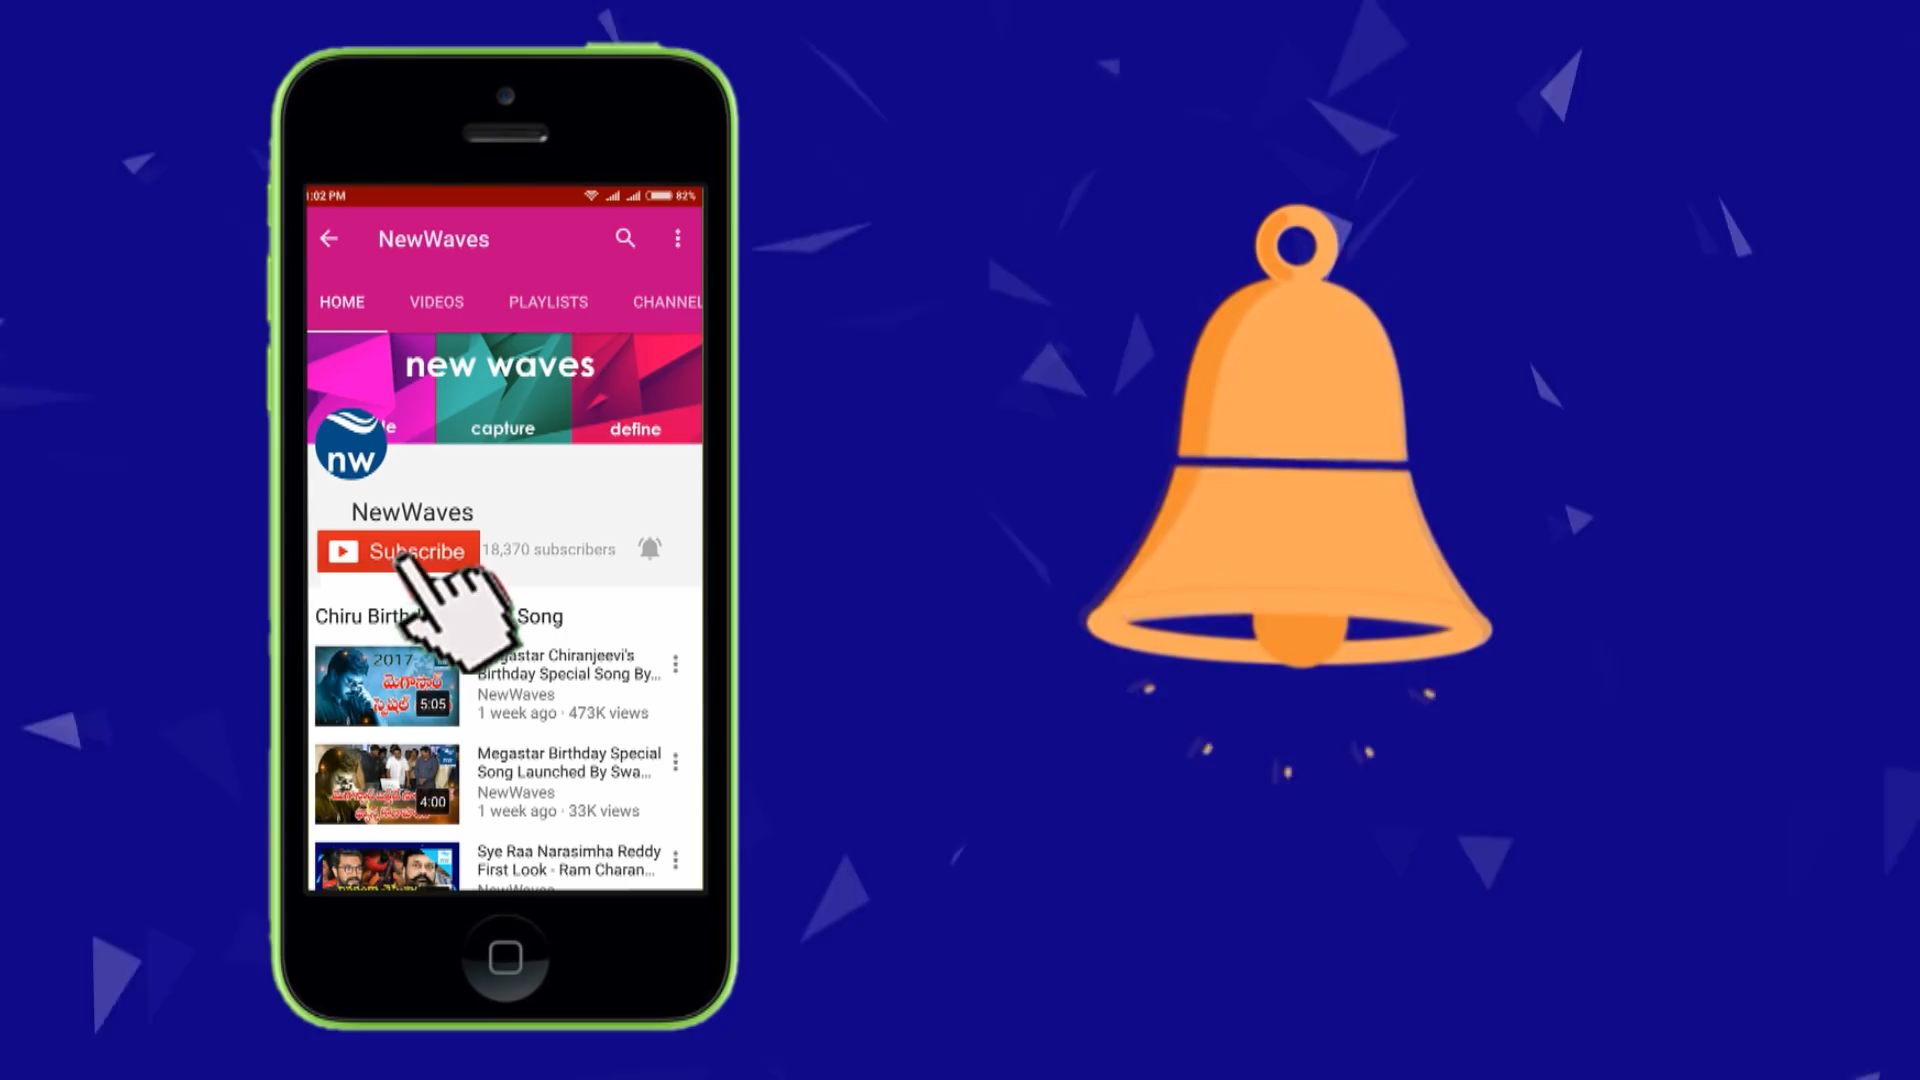 1:02 PM
82%
NewWaves
HOME VIDEOS PLAYLISTS CHANNEL
new waves
capture
define
nw
NewWaves
Subscribe
18,370 subscribers
Chiru Song
2017
మెగాస్టార్
స్పెషల్
5:05
Chiranjeevi's
Birthday Special Song By...
NewWaves
1 week ago · 473K views
4:00
Megastar Birthday Special
Song Launched By Swa...
NewWaves
1 week ago · 33K views
Sye Raa Narasimha Reddy
First Look - Ram Charan...
NewWaves